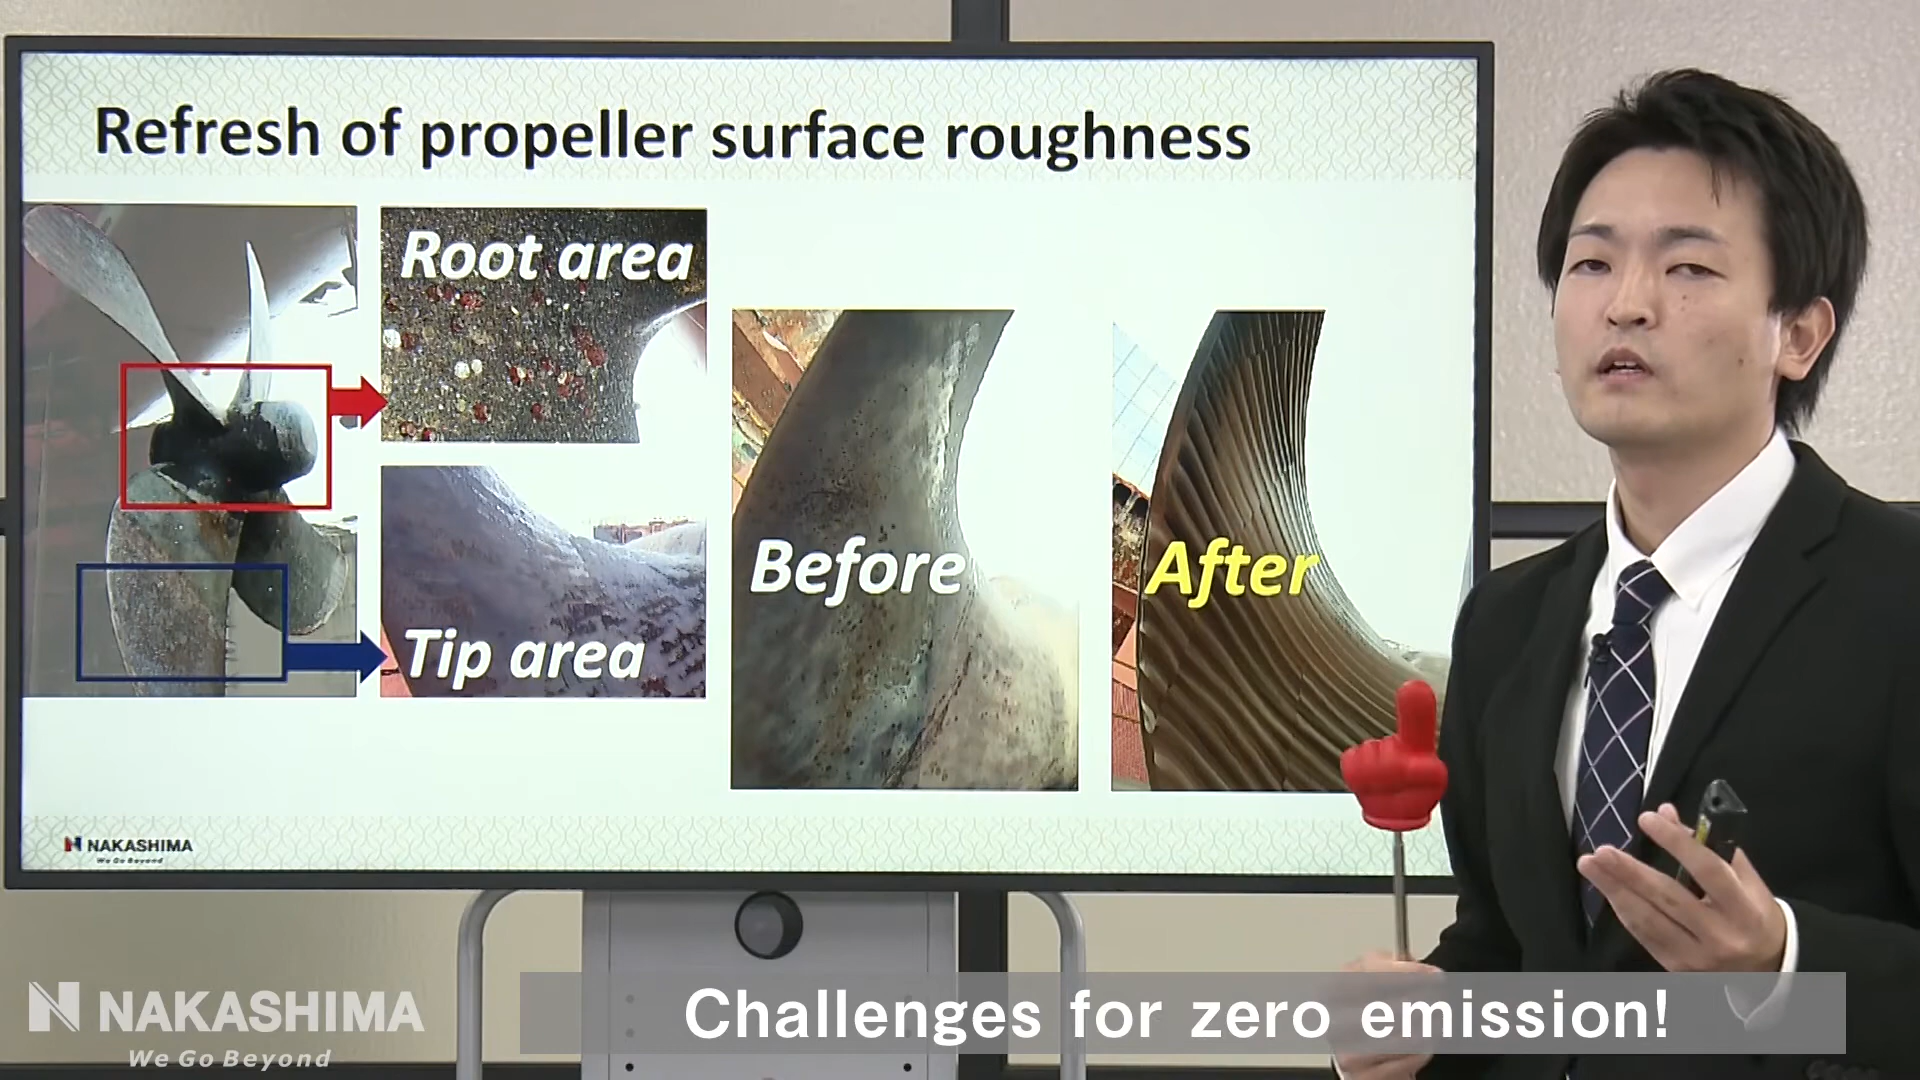 Refresh of propeller surface roughness
Root area
Tip area
Before
After
NAKASHIMA
We Go Beyond
NAKASHIMA
We Go Beyond
Challenges for zero emission!